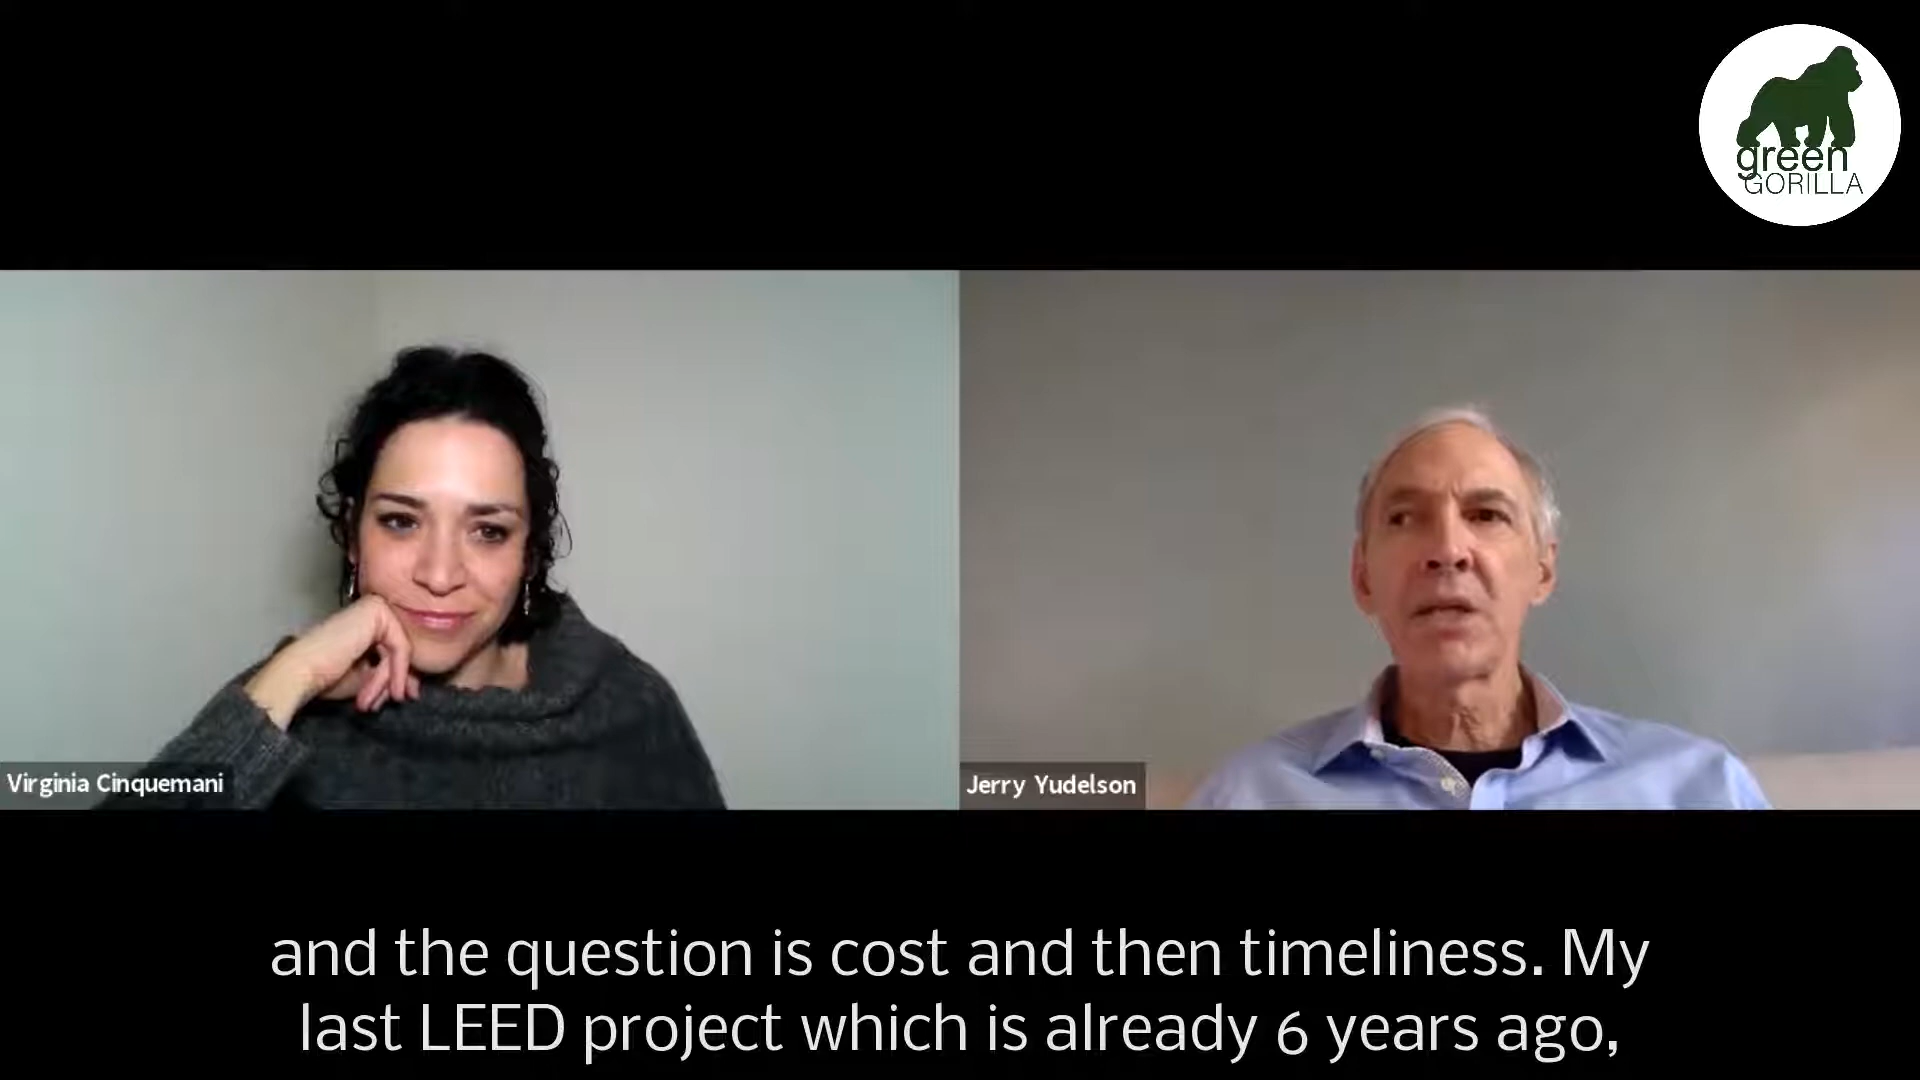 green
GORILLA
Virginia Cinquemani
Jerry Yudelson
and the question is cost and then timeliness. My
last LEED project which is already 6 years ago,